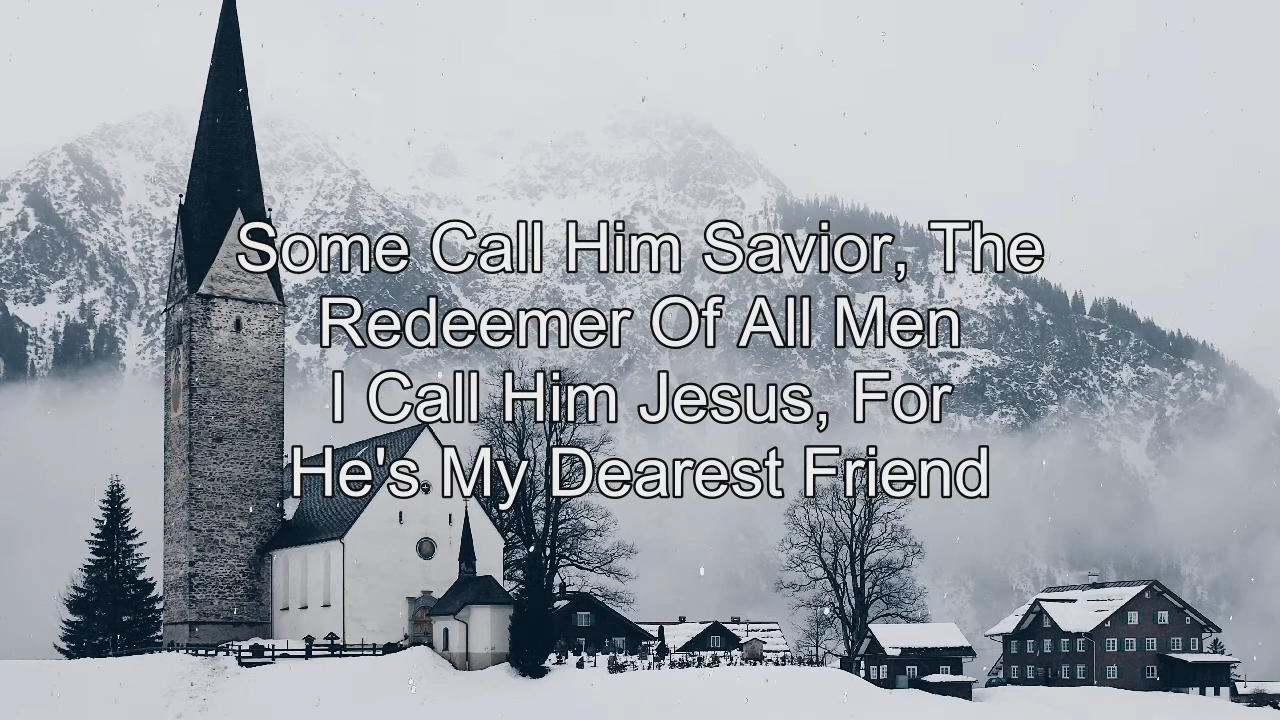 Some Call Him Savior, The
Redeemer Of All Men
I Call Him Jesus, For
He's My Dearest Friend